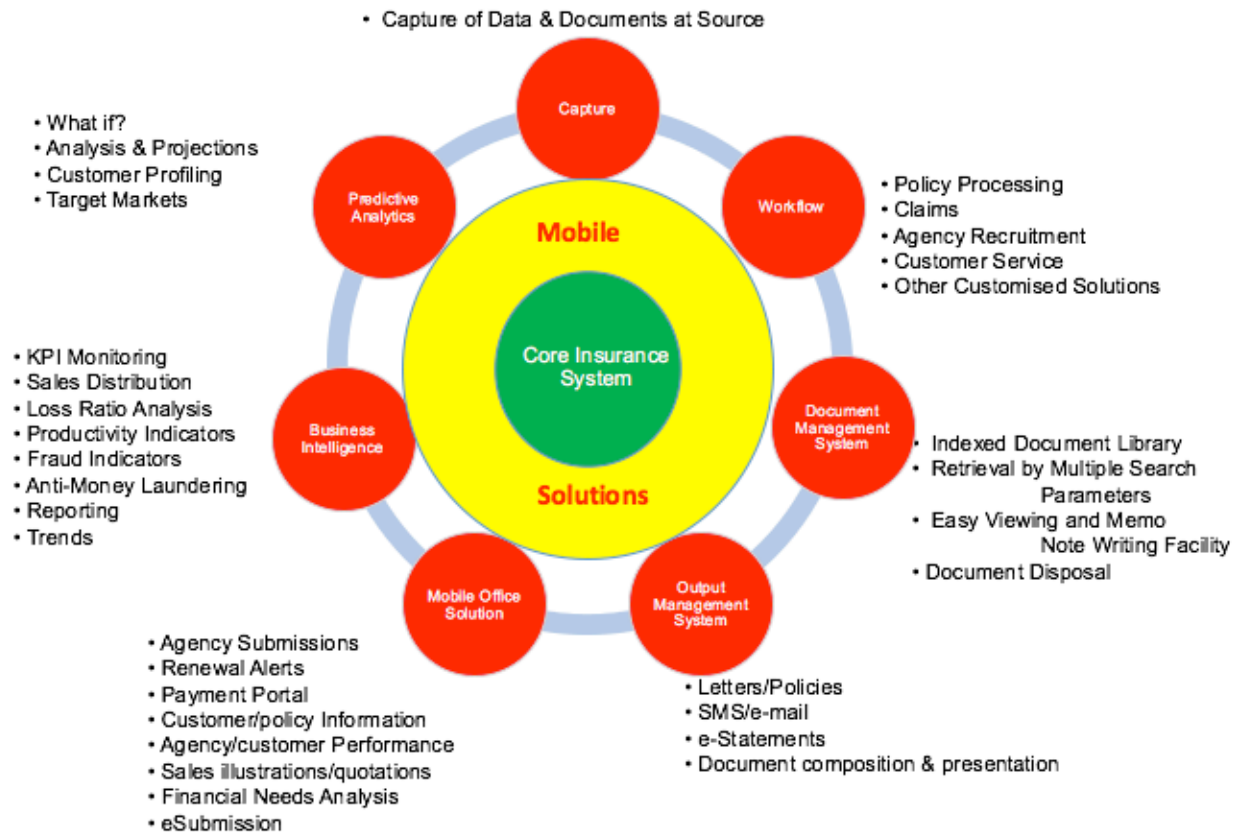 • Capture of Data & Documents at Source
Capture
• What if?
• Analysis & Projections
• Customer Profiling
• Target Markets
Predictive
Analytics
Workflow
• Policy Processing
• Claims
• Agency Recruitment
• Customer Service
• Other Customised Solutions
Mobile
Core Insurance
System
Solutions
• KPI Monitoring
• Sales Distribution
• Loss Ratio Analysis
• Productivity Indicators
• Fraud Indicators
• Anti-Money Laundering
• Reporting
• Trends
Business
Intelligence
Document
Management
System
• Indexed Document Library
• Retrieval by Multiple Search
Parameters
• Easy Viewing and Memo
Note Writing Facility
• Document Disposal
Mobile Office
Solution
Output
Management
System
• Agency Submissions
• Renewal Alerts
• Payment Portal
• Customer/policy Information
• Agency/customer Performance
• Sales illustrations/quotations
• Financial Needs Analysis
• eSubmission
• Letters/Policies
• SMS/e-mail
• e-Statements
• Document composition & presentation